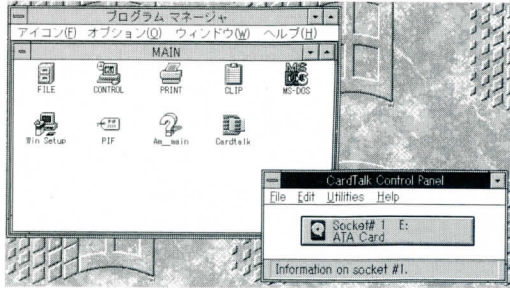 プログラム マネージャ
アイコン(F) オプション(O) ウィンドウ(W) ヘルプ(H)
MAIN
FILE CONTROL PRINT CLIP MS-DOS
Win Setup PIF Am__main Cardtalk
CardTalk Control Panel
File Edit Utilities Help
Socket# 1 E:
ATA Card
Information on socket #1.